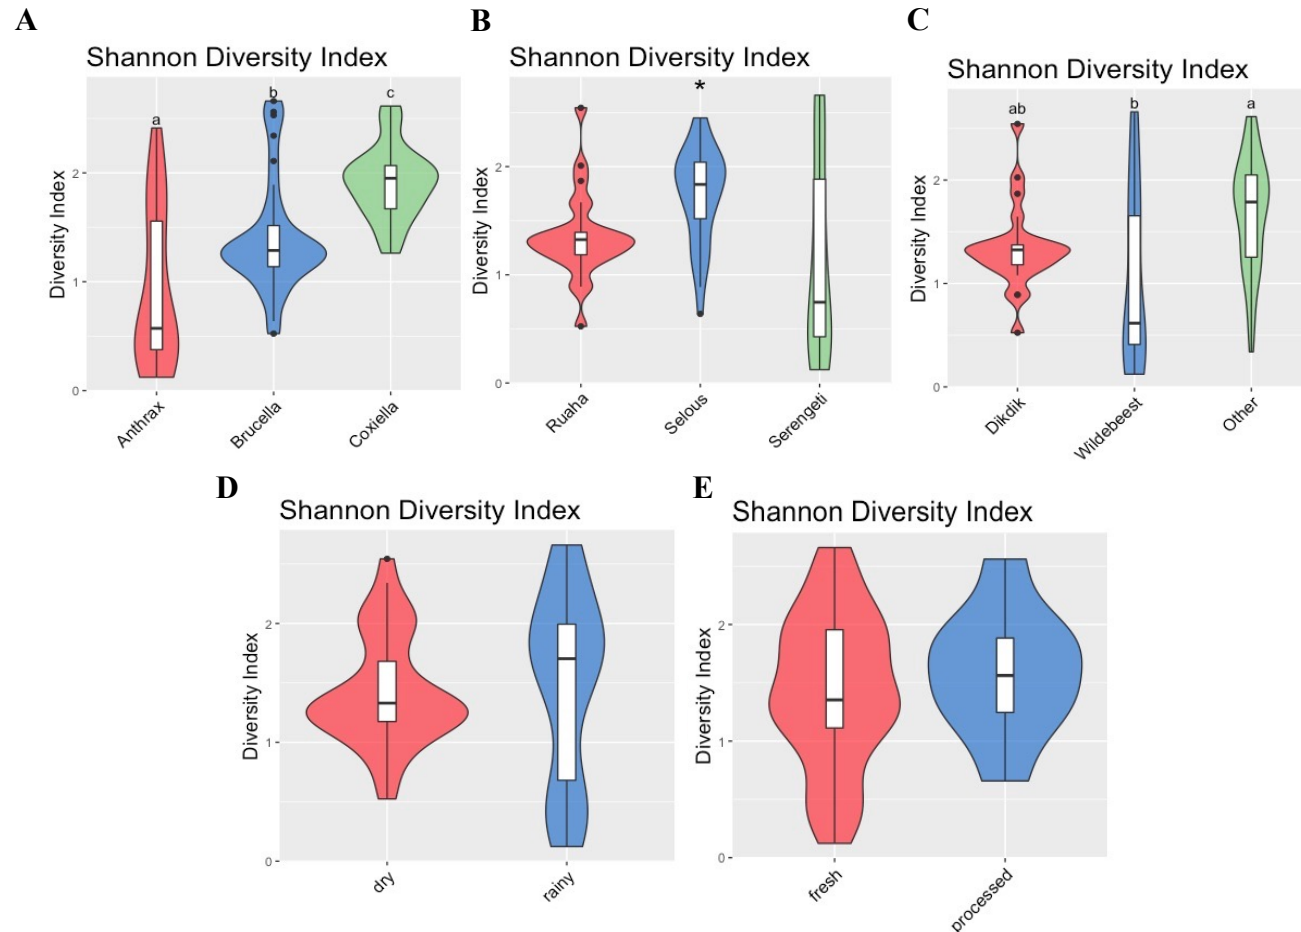 A
Shannon Diversity Index
a
b
c
Diversity Index
2
1
0
Anthrax
Brucella
Coxiella
B
Shannon Diversity Index
*
Diversity Index
2
1
0
Ruaha
Selous
Serengeti
C
Shannon Diversity Index
ab
b
a
Diversity Index
2
1
0
Dikdik
Wildebeest
Other
D
Shannon Diversity Index
Diversity Index
2
1
0
dry
rainy
E
Shannon Diversity Index
Diversity Index
2
1
0
fresh
processed